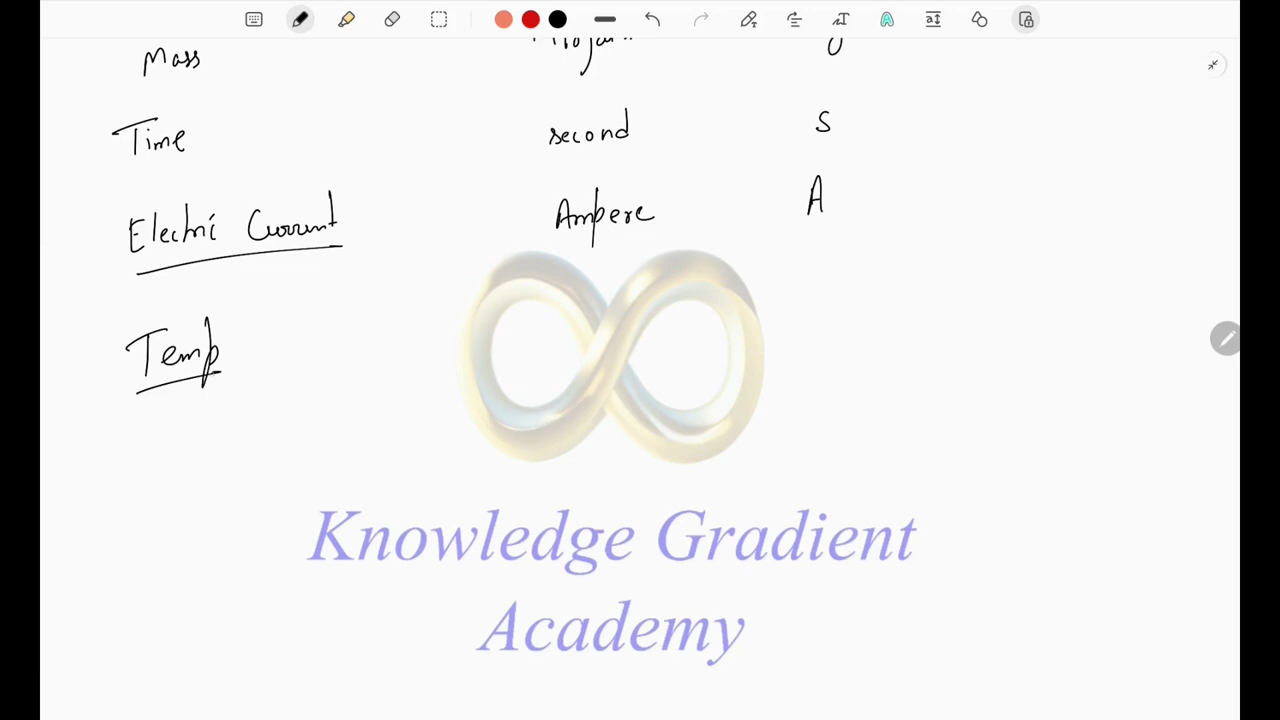 Mass
Time second S
Electric Current Ampere A
Temp
Knowledge Gradient
Academy